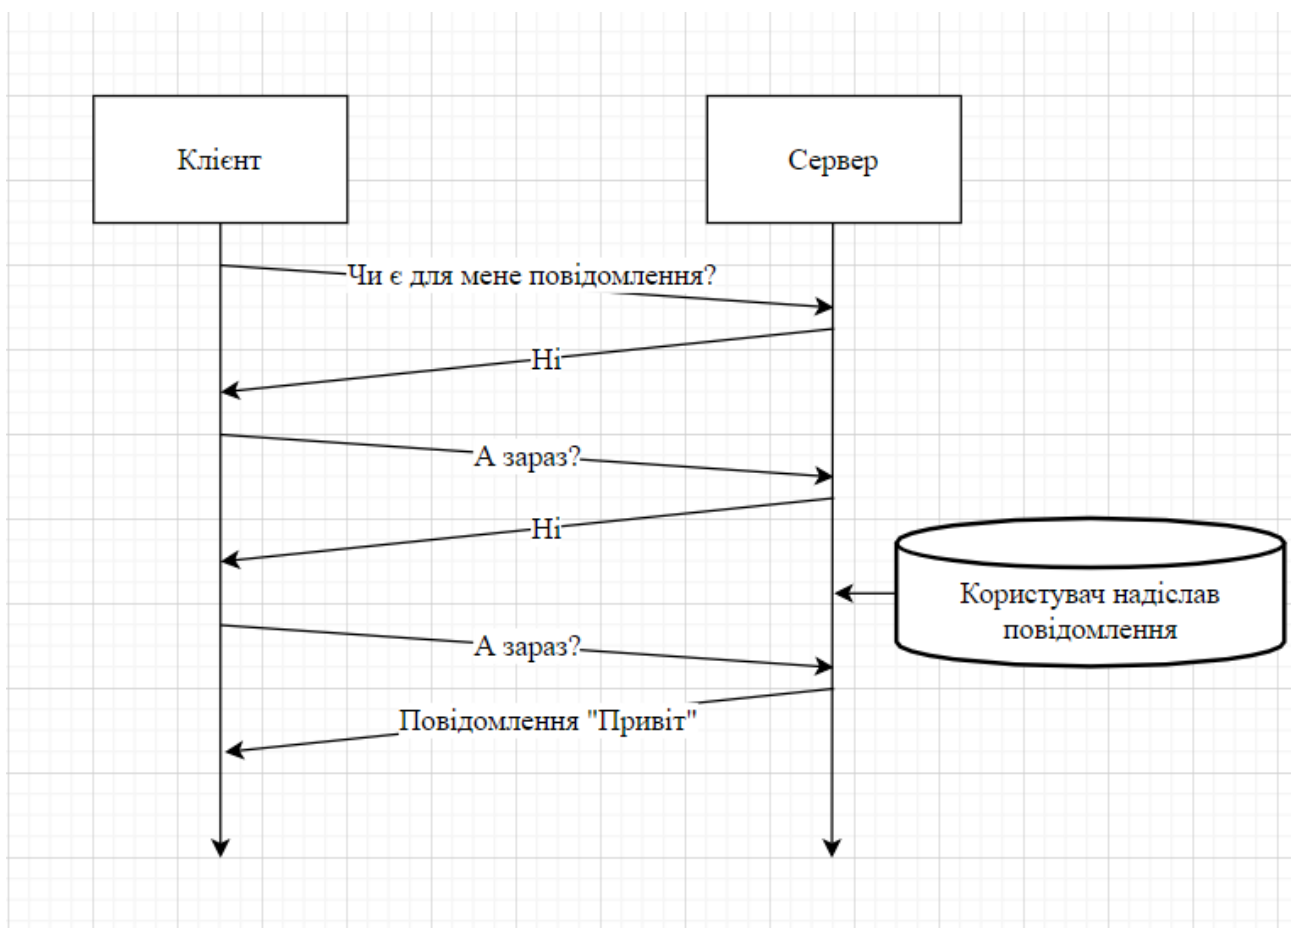 Клієнт
Сервер
Чи є для мене повідомлення?
Ні
А зараз?
Ні
Користувач надіслав
повідомлення
А зараз?
Повідомлення "Привіт"